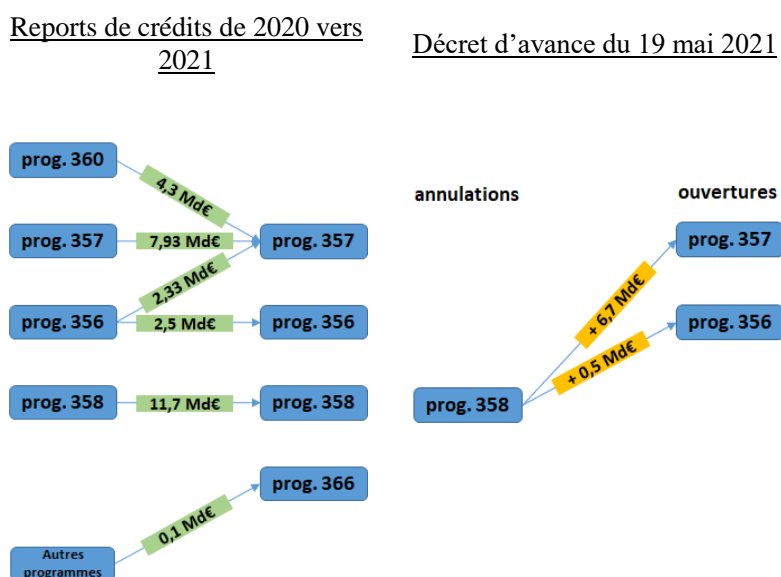 Reports de crédits de 2020 vers
2021
Décret d’avance du 19 mai 2021
prog. 360
4,3 Md€
prog. 357
7,93 Md€
prog. 357
2,33 Md€
prog. 356
2,5 Md€
prog. 356
prog. 358
11,7 Md€
prog. 358
prog. 366
0,1 Md€
Autres
programmes
annulations
ouvertures
prog. 357
+ 6,7 Md€
prog. 356
+ 0,5 Md€
prog. 358